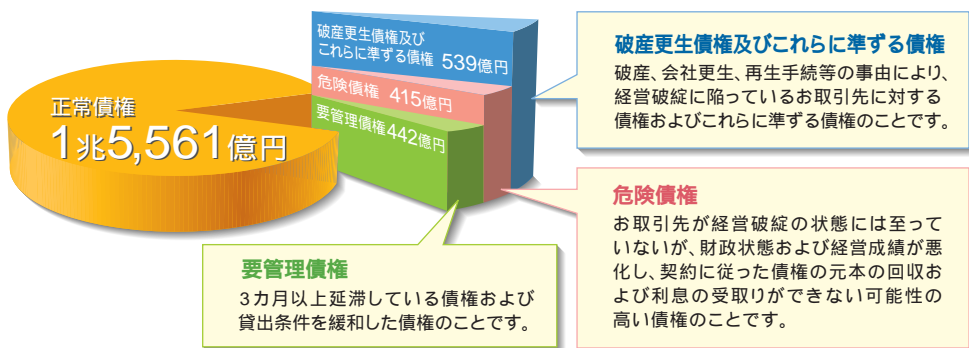 正常債権
1兆5,561億円
破産更生債権及び
これらに準ずる債権 539億円
危険債権 415億円
要管理債権442億円
破産更生債権及びこれらに準ずる債権
破産、会社更生、再生手続等の事由により、
経営破綻に陥っているお取引先に対する
債権およびこれらに準ずる債権のことです。
危険債権
お取引先が経営破綻の状態には至って
いないが、財政状態および経営成績が悪
化し、契約に従った債権の元本の回収お
よび利息の受取りができない可能性の
高い債権のことです。
要管理債権
3カ月以上延滞している債権および
貸出条件を緩和した債権のことです。